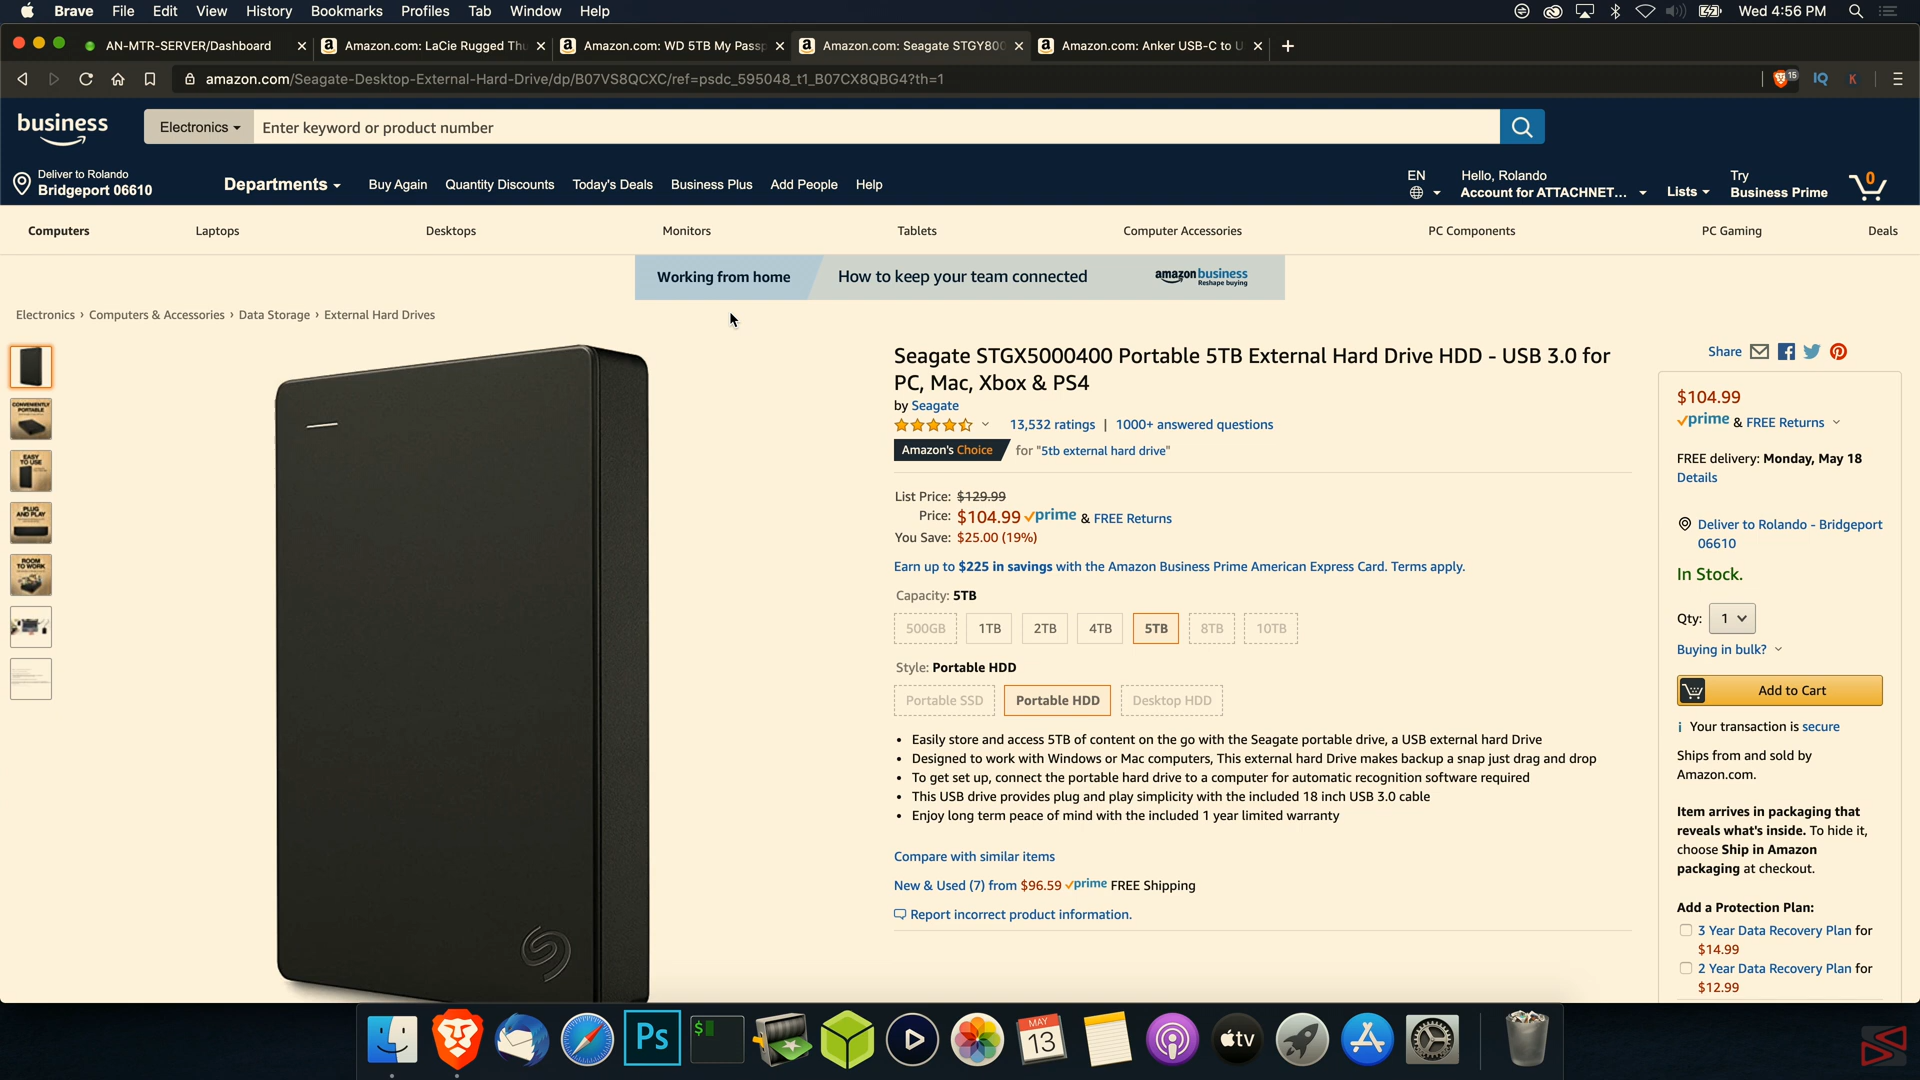 Brave File Edit View History Bookmarks Profiles Tab Window Help
Wed 4:56 PM
AN-MTR-SERVER/Dashboard
Amazon.com: LaCie Rugged Thu
Amazon.com: WD 5TB My Passp
Amazon.com: Seagate STGY800
Amazon.com: Anker USB-C to U
amazon.com/Seagate-Desktop-External-Hard-Drive/dp/B07VS8QCXC/ref=psdc_595048_t1_B07CX8QBG4?th=1
15
IQ
K
business
Electronics
Enter keyword or product number
Deliver to Rolando
Bridgeport 06610
Departments
Buy Again
Quantity Discounts
Today's Deals
Business Plus
Add People
Help
EN
Hello, Rolando
Account for ATTACHNET...
Lists
Try
Business Prime
0
Computers
Laptops
Desktops
Monitors
Tablets
Computer Accessories
PC Components
PC Gaming
Deals
Working from home
How to keep your team connected
amazon business
Reshape buying
Electronics › Computers & Accessories › Data Storage › External Hard Drives
CONVENIENTLY
PORTABLE
EASY
TO USE
PLUG
AND PLAY
ROOM
TO WORK
Seagate STGX5000400 Portable 5TB External Hard Drive HDD - USB 3.0 for
PC, Mac, Xbox & PS4
by Seagate
13,532 ratings | 1000+ answered questions
Amazon's Choice for "5tb external hard drive"
List Price: $129.99
Price: $104.99 prime & FREE Returns
You Save: $25.00 (19%)
Earn up to $225 in savings with the Amazon Business Prime American Express Card. Terms apply.
Capacity: 5TB
500GB 1TB 2TB 4TB 5TB 8TB 10TB
Style: Portable HDD
Portable SSD Portable HDD Desktop HDD
• Easily store and access 5TB of content on the go with the Seagate portable drive, a USB external hard Drive
• Designed to work with Windows or Mac computers, This external hard Drive makes backup a snap just drag and drop
• To get set up, connect the portable hard drive to a computer for automatic recognition software required
• This USB drive provides plug and play simplicity with the included 18 inch USB 3.0 cable
• Enjoy long term peace of mind with the included 1 year limited warranty
Compare with similar items
New & Used (7) from $96.59 prime FREE Shipping
Report incorrect product information.
Share
$104.99
prime & FREE Returns
FREE delivery: Monday, May 18
Details
Deliver to Rolando - Bridgeport
06610
In Stock.
Qty: 1
Buying in bulk?
Add to Cart
Your transaction is secure
Ships from and sold by
Amazon.com.
Item arrives in packaging that
reveals what's inside. To hide it,
choose Ship in Amazon
packaging at checkout.
Add a Protection Plan:
3 Year Data Recovery Plan for
$14.99
2 Year Data Recovery Plan for
$12.99
Ps
$
MAY
13
tv